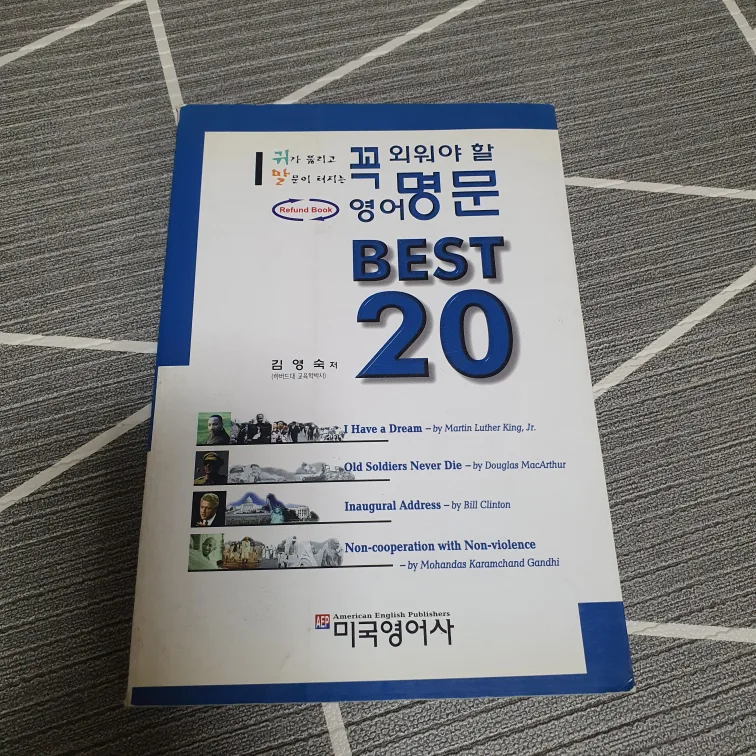 귀가 뚫리고
말문이 터지는
꼭 외워야 할
영어명문
Refund Book
BEST
20
김 영 숙 저
(하버드대 교육학박사)
I Have a Dream – by Martin Luther King, Jr.
Old Soldiers Never Die – by Douglas MacArthur
Inaugural Address – by Bill Clinton
Non-cooperation with Non-violence
– by Mohandas Karamchand Gandhi
AEP American English Publishers
미국영어사